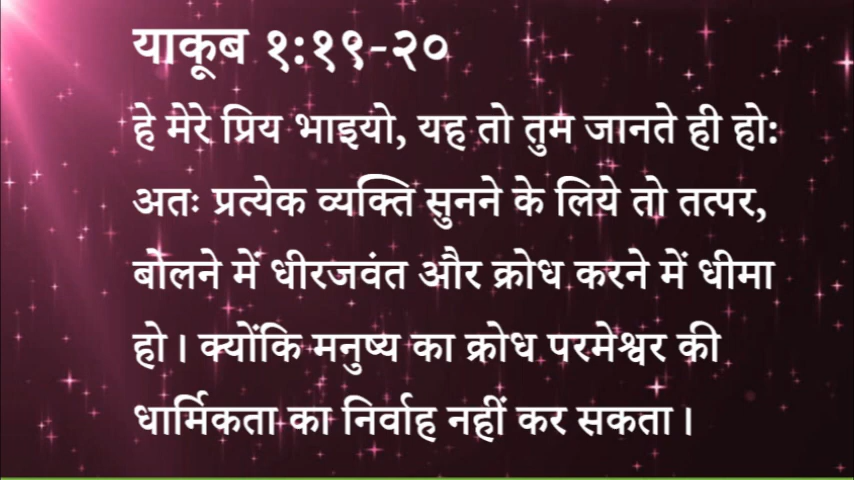 याकूब १:१९-२०
हे मेरे प्रिय भाइयो, यह तो तुम जानते ही हो:
अतः प्रत्येक व्यक्ति सुनने के लिये तो तत्पर,
बोलने में धीरजवंत और क्रोध करने में धीमा
हो। क्योंकि मनुष्य का क्रोध परमेश्वर की
धार्मिकता का निर्वाह नहीं कर सकता।